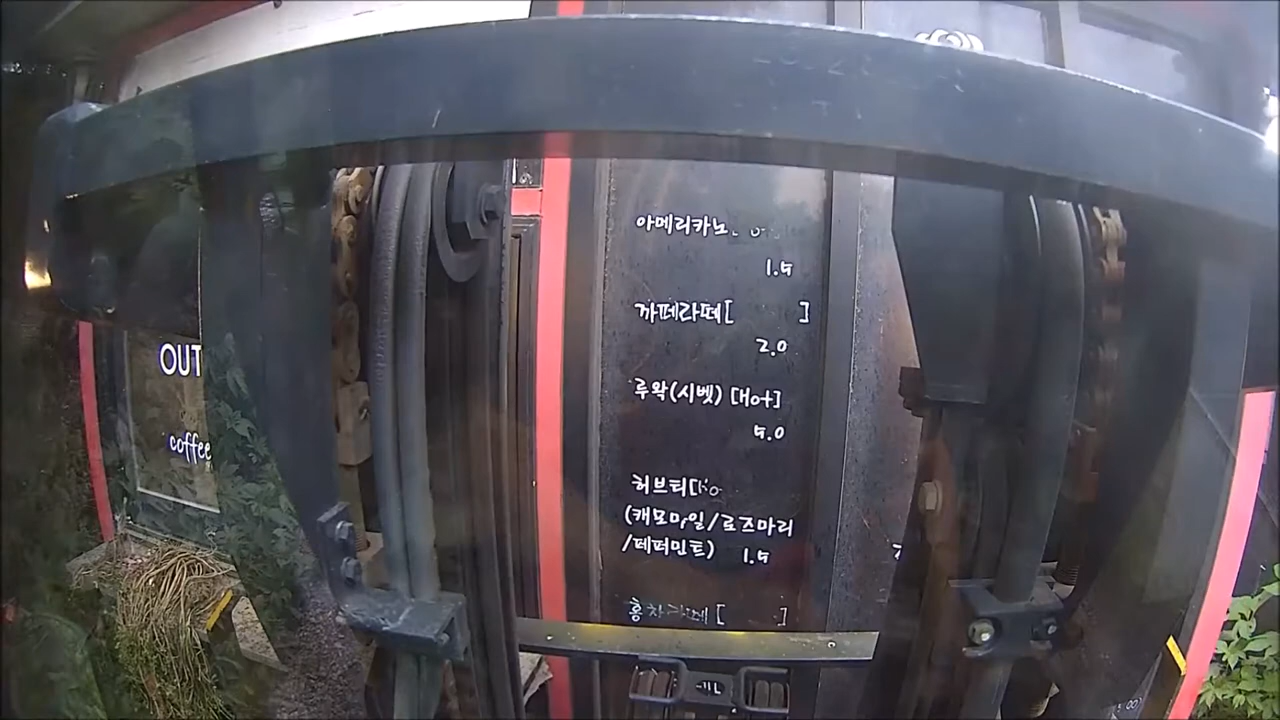 OUT
coffee
아메리카노
1.5
까페라떼[ ]
2.0
루왁(시벳) [Hot]
5.0
허브티[Ho
(캐모마일/로즈마리
/페퍼민트) 1.5
홍차라떼 [ ]